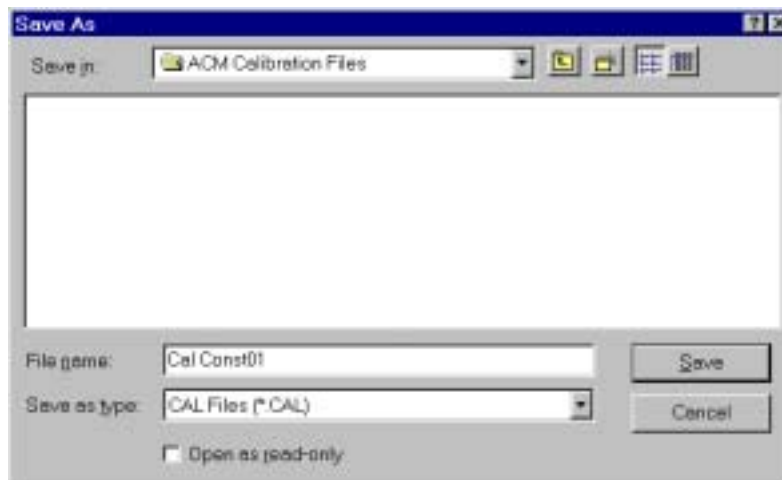 Save As
Save in: ACM Calibration Files
File name: Cal Const01
Save
Save as type: CAL Files (*.CAL)
Cancel
Open as read-only